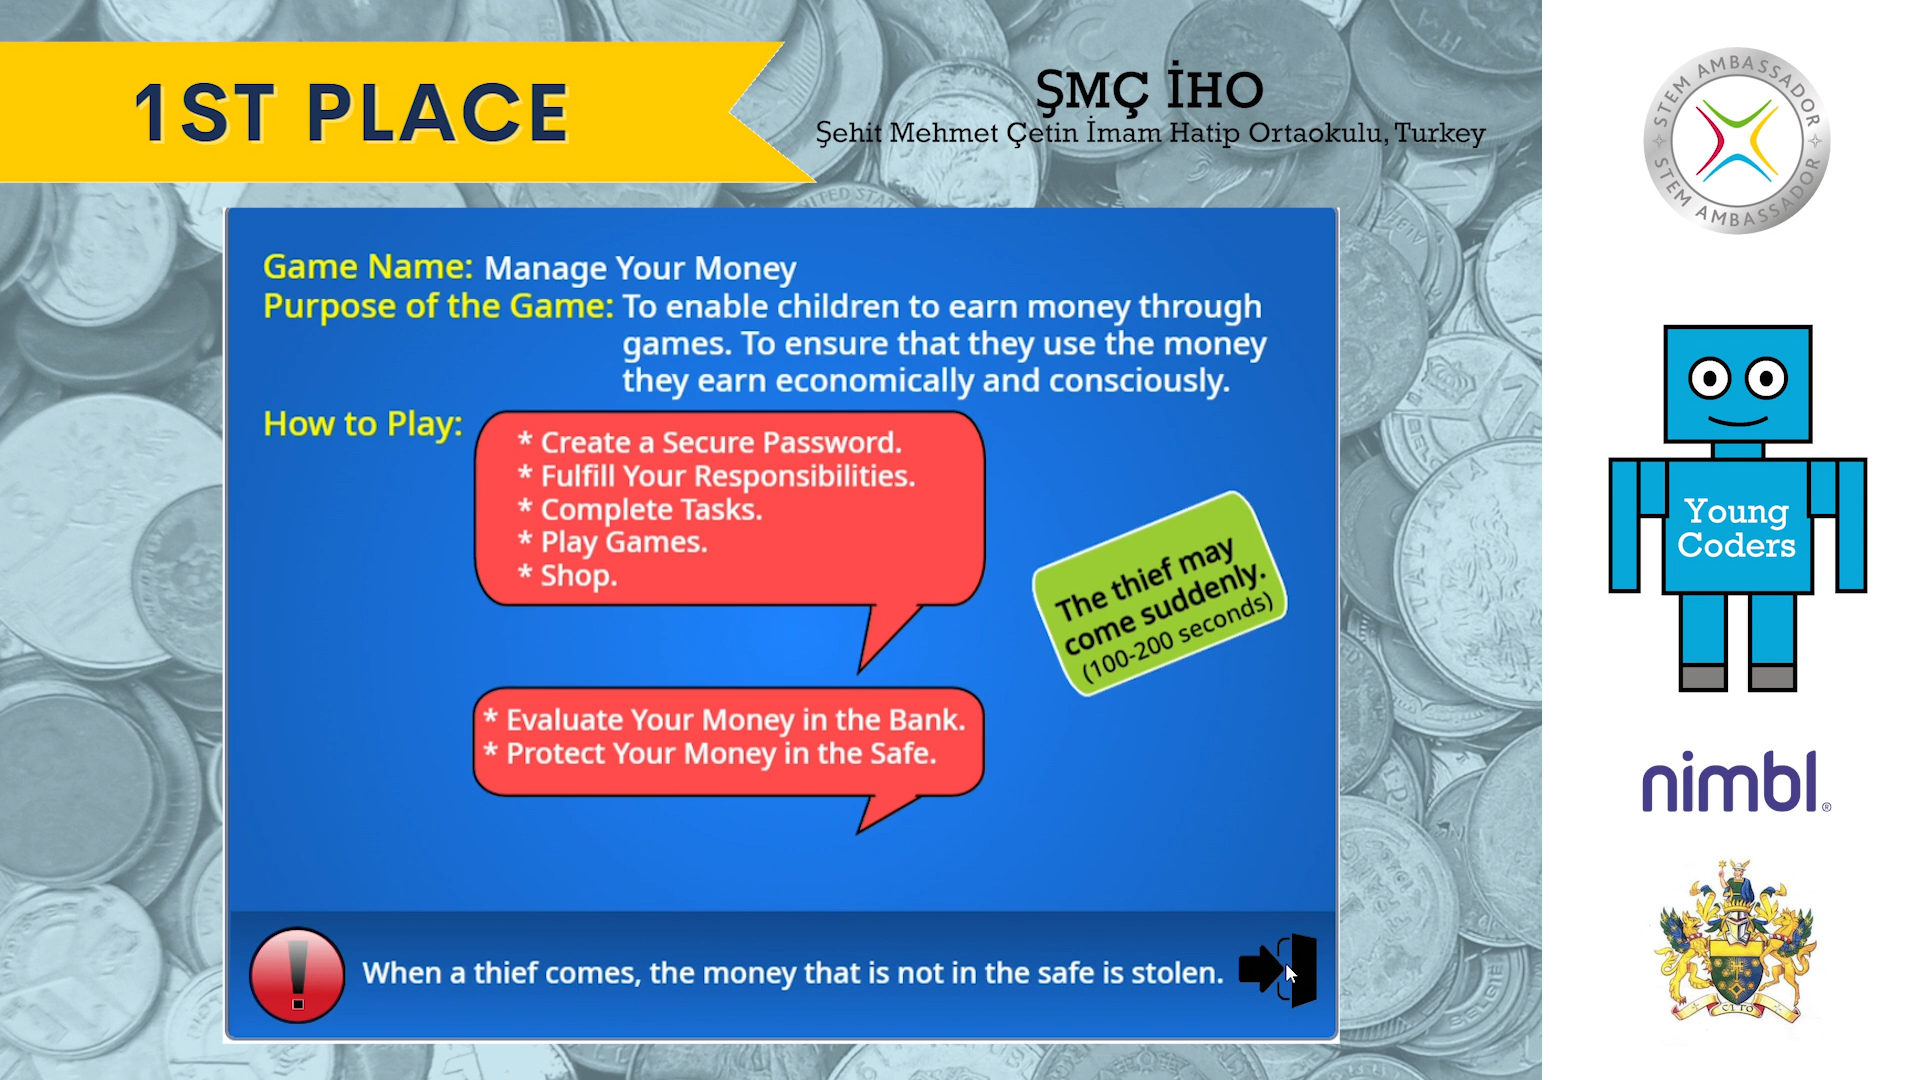 1ST PLACE
ŞMÇ İHO
Şehit Mehmet Çetin İmam Hatip Ortaokulu, Turkey
Game Name: Manage Your Money
Purpose of the Game: To enable children to earn money through
games. To ensure that they use the money
they earn economically and consciously.
How to Play:
* Create a Secure Password.
* Fulfill Your Responsibilities.
* Complete Tasks.
* Play Games.
* Shop.
The thief may
come suddenly.
(100-200 seconds)
* Evaluate Your Money in the Bank.
* Protect Your Money in the Safe.
When a thief comes, the money that is not in the safe is stolen.
STEM AMBASSADOR
STEM AMBASSADOR
Young
Coders
nimbl®
CITO